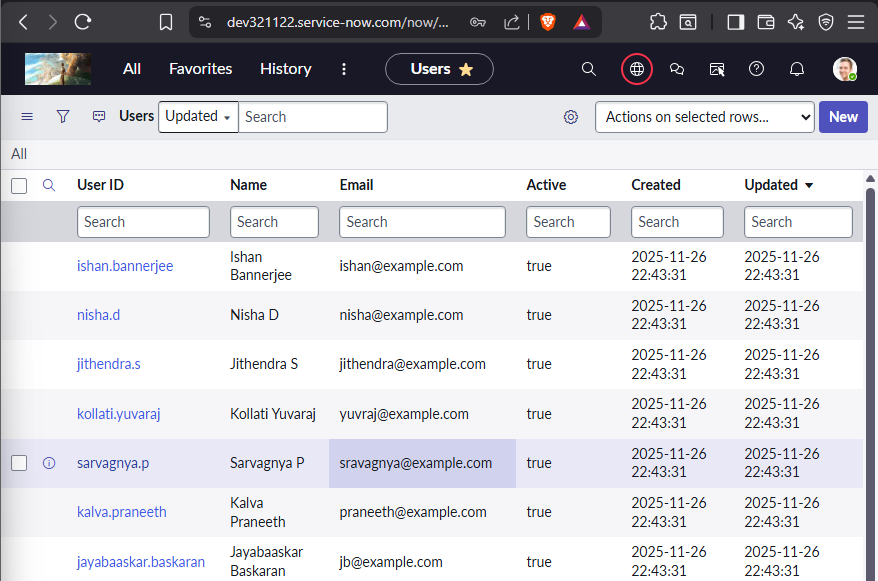 dev321122.service-now.com/now/...
All Favorites History Users
Users Updated Search Actions on selected rows... New
All
User ID Name Email Active Created Updated
Search Search Search Search Search Search
ishan.bannerjee Ishan Bannerjee ishan@example.com true 2025-11-26 22:43:31 2025-11-26 22:43:31
nisha.d Nisha D nisha@example.com true 2025-11-26 22:43:31 2025-11-26 22:43:31
jithendra.s Jithendra S jithendra@example.com true 2025-11-26 22:43:31 2025-11-26 22:43:31
kollati.yuvaraj Kollati Yuvaraj yuvraj@example.com true 2025-11-26 22:43:31 2025-11-26 22:43:31
sarvagnya.p Sarvagnya P sravagnya@example.com true 2025-11-26 22:43:31 2025-11-26 22:43:31
kalva.praneeth Kalva Praneeth praneeth@example.com true 2025-11-26 22:43:31 2025-11-26 22:43:31
jayabaaskar.baskaran Jayabaaskar Baskaran jb@example.com true 2025-11-26 22:43:31 2025-11-26 22:43:31